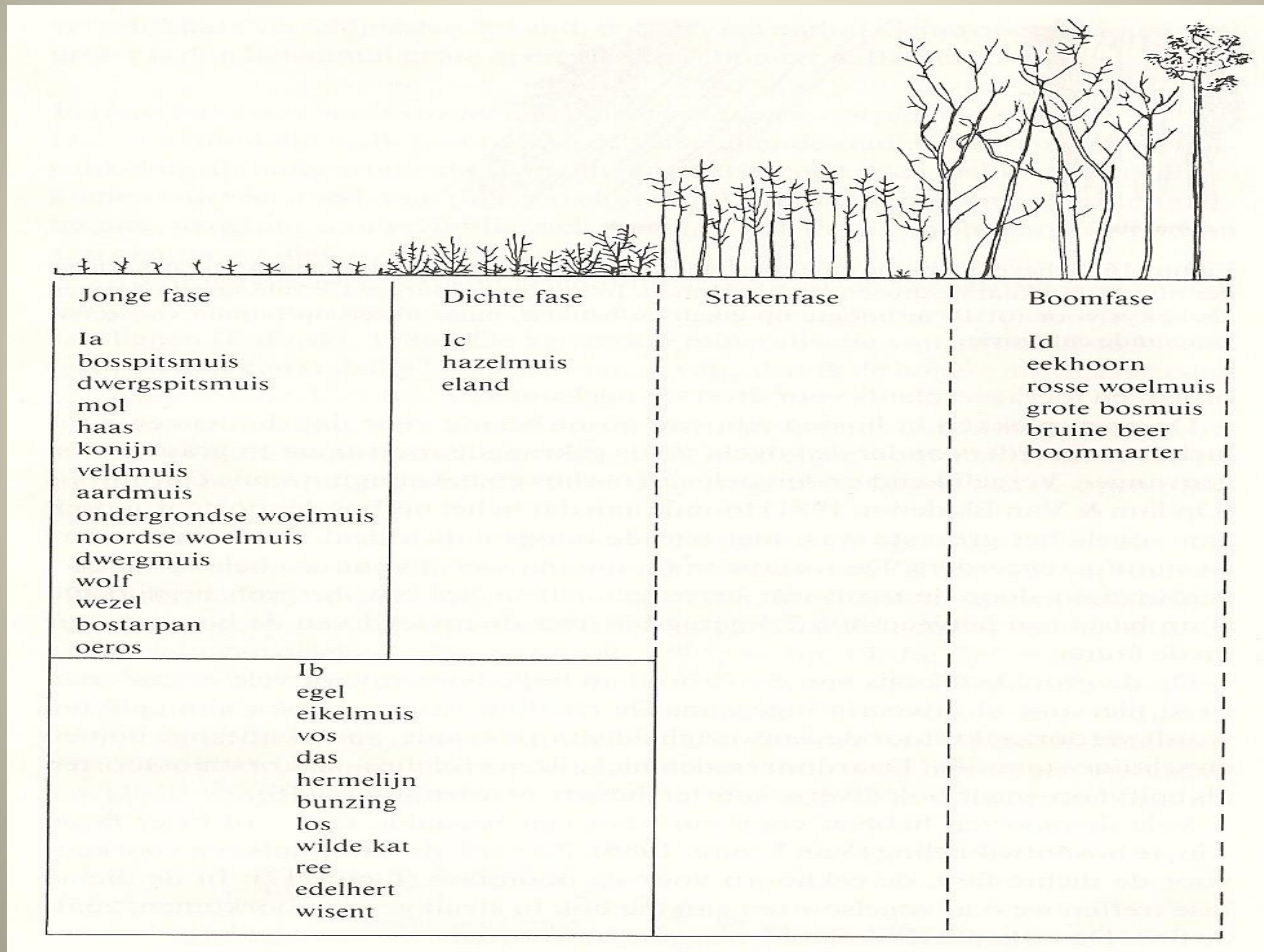 Jonge fase
Ia
bosspitsmuis
dwergspitsmuis
mol
haas
konijn
veldmuis
aardmuis
ondergrondse woelmuis
noordse woelmuis
dwergmuis
wolf
wezel
bostarpan
oeros
Dichte fase
Ic
hazelmuis
eland
Ib
egel
eikelmuis
vos
das
hermelijn
bunzing
los
wilde kat
ree
edelhert
wisent
Stakenfase
Boomfase
Id
eekhoorn
rosse woelmuis
grote bosmuis
bruine beer
boommarter